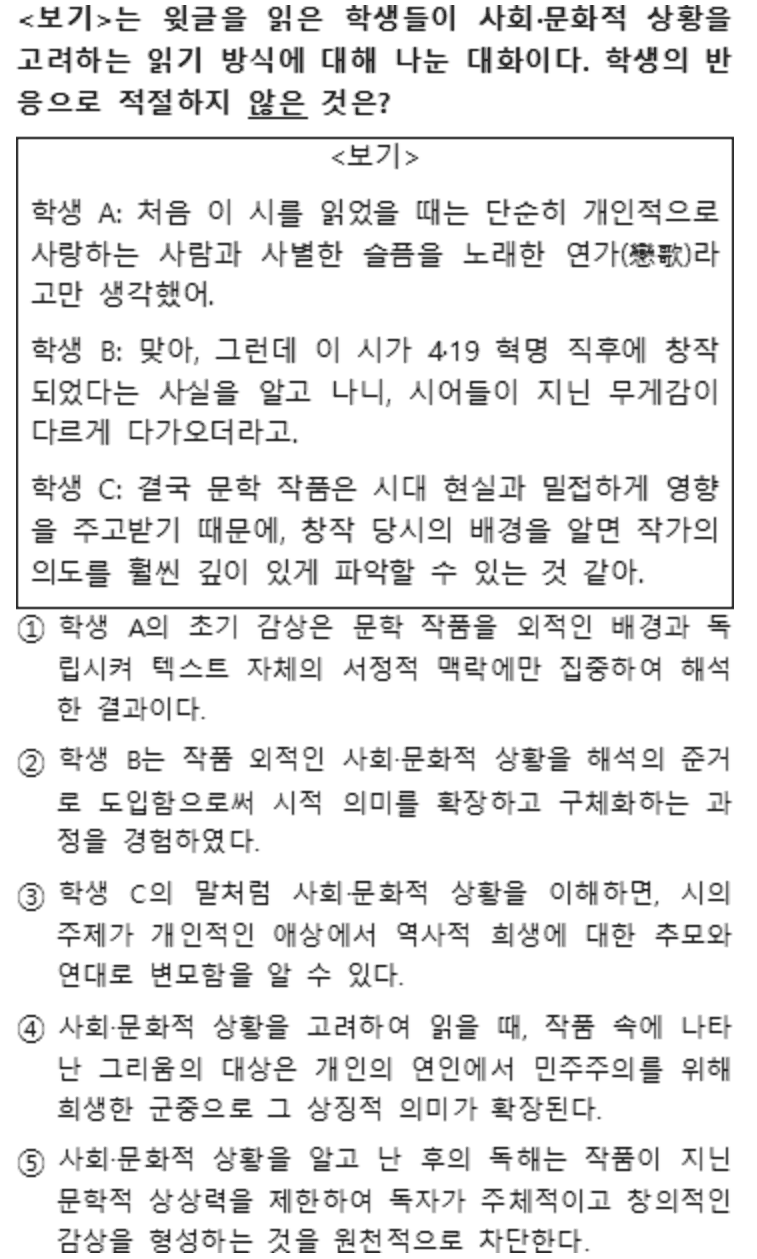 <보기>는 윗글을 읽은 학생들이 사회·문화적 상황을
고려하는 읽기 방식에 대해 나눈 대화이다. 학생의 반
응으로 적절하지 않은 것은?
<보기>
학생 A: 처음 이 시를 읽었을 때는 단순히 개인적으로
사랑하는 사람과 사별한 슬픔을 노래한 연가(戀歌)라
고만 생각했어.
학생 B: 맞아, 그런데 이 시가 4·19 혁명 직후에 창작
되었다는 사실을 알고 나니, 시어들이 지닌 무게감이
다르게 다가오더라고.
학생 C: 결국 문학 작품은 시대 현실과 밀접하게 영향
을 주고받기 때문에, 창작 당시의 배경을 알면 작가의
의도를 훨씬 깊이 있게 파악할 수 있는 것 같아.
① 학생 A의 초기 감상은 문학 작품을 외적인 배경과 독
립시켜 텍스트 자체의 서정적 맥락에만 집중하여 해석
한 결과이다.
② 학생 B는 작품 외적인 사회·문화적 상황을 해석의 준거
로 도입함으로써 시적 의미를 확장하고 구체화하는 과
정을 경험하였다.
③ 학생 C의 말처럼 사회·문화적 상황을 이해하면, 시의
주제가 개인적인 애상에서 역사적 희생에 대한 추모와
연대로 변모함을 알 수 있다.
④ 사회·문화적 상황을 고려하여 읽을 때, 작품 속에 나타
난 그리움의 대상은 개인의 연인에서 민주주의를 위해
희생한 군중으로 그 상징적 의미가 확장된다.
⑤ 사회·문화적 상황을 알고 난 후의 독해는 작품이 지닌
문학적 상상력을 제한하여 독자가 주체적이고 창의적인
감상을 형성하는 것을 원천적으로 차단한다.